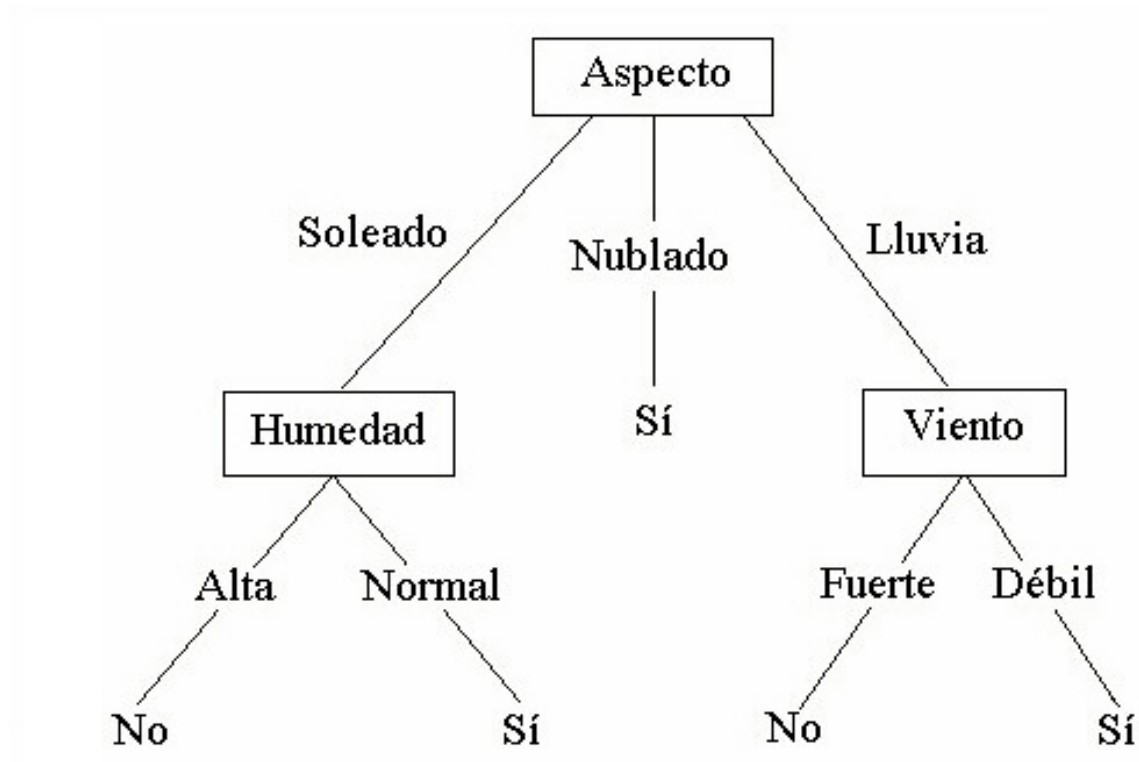 Aspecto
Soleado
Nublado
Lluvia
Humedad
Sí
Viento
Alta
Normal
Fuerte
Débil
No
Sí
No
Sí